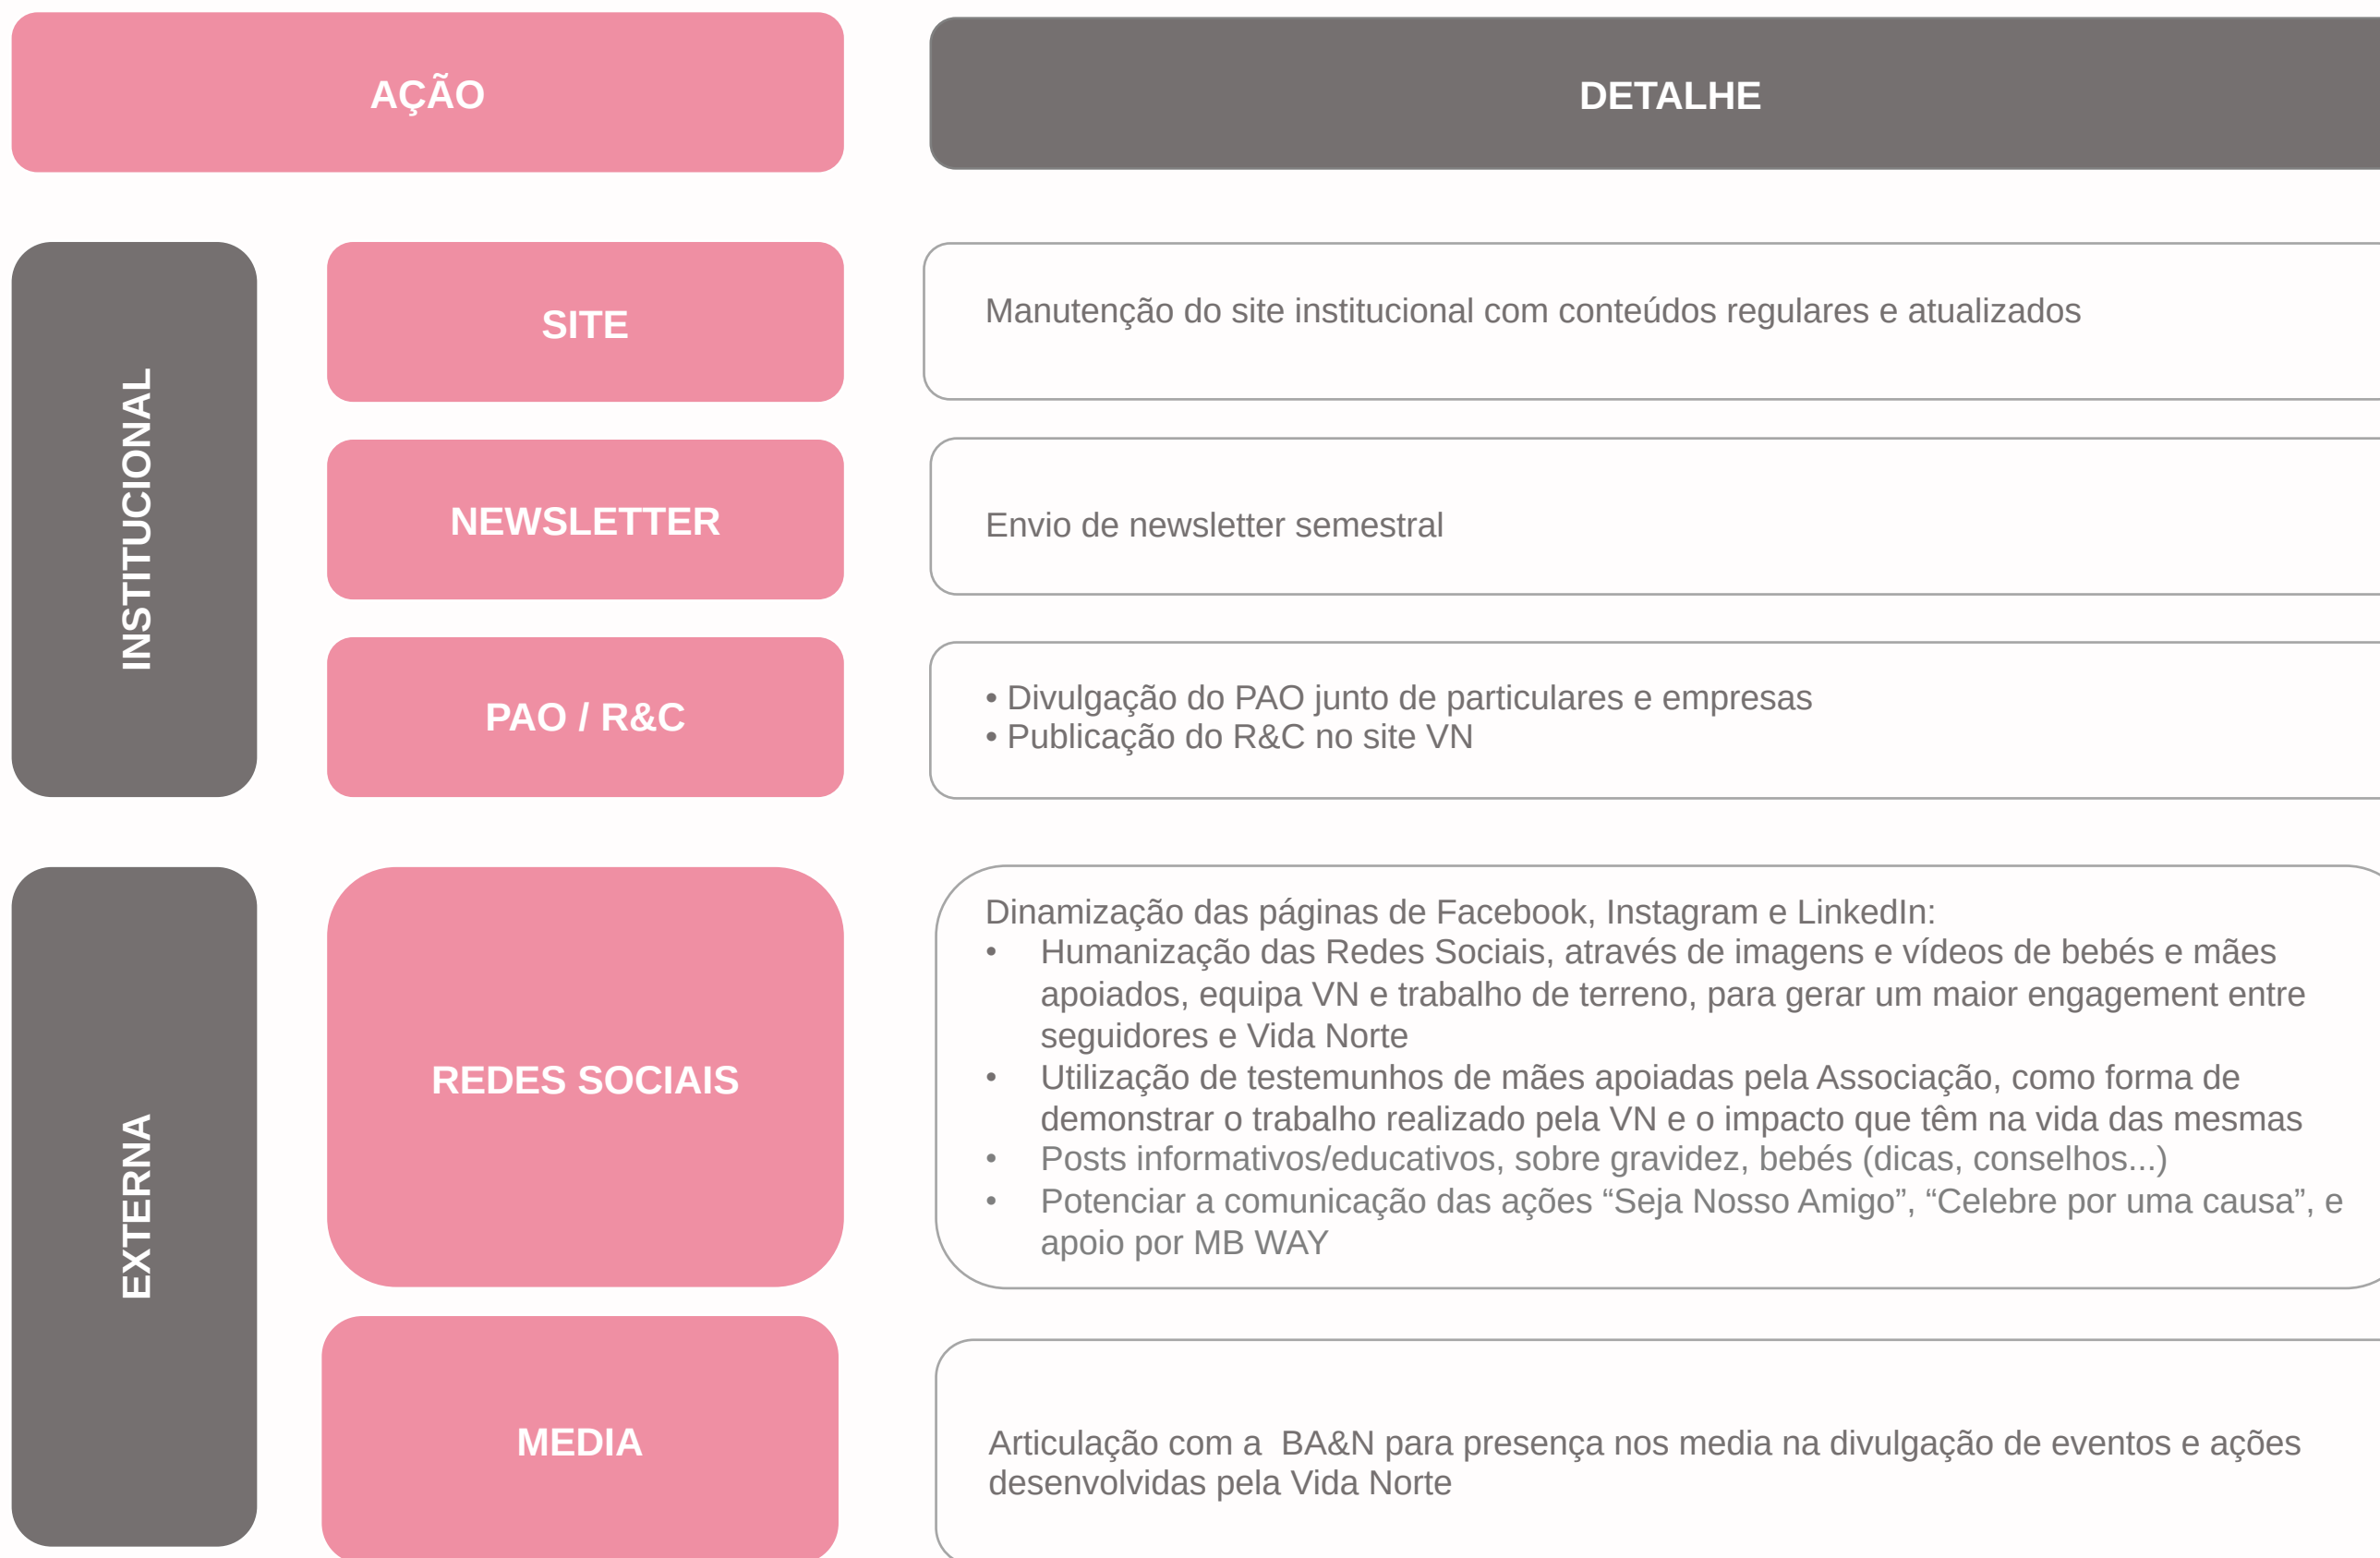 AÇÃO
DETALHE
INSTITUCIONAL
SITE
Manutenção do site institucional com conteúdos regulares e atualizados
NEWSLETTER
Envio de newsletter semestral
PAO / R&C
• Divulgação do PAO junto de particulares e empresas
• Publicação do R&C no site VN
EXTERNA
REDES SOCIAIS
Dinamização das páginas de Facebook, Instagram e LinkedIn:
• Humanização das Redes Sociais, através de imagens e vídeos de bebés e mães
apoiados, equipa VN e trabalho de terreno, para gerar um maior engagement entre
seguidores e Vida Norte
• Utilização de testemunhos de mães apoiadas pela Associação, como forma de
demonstrar o trabalho realizado pela VN e o impacto que têm na vida das mesmas
• Posts informativos/educativos, sobre gravidez, bebés (dicas, conselhos...)
• Potenciar a comunicação das ações “Seja Nosso Amigo”, “Celebre por uma causa”, e
apoio por MB WAY
MEDIA
Articulação com a  BA&N para presença nos media na divulgação de eventos e ações
desenvolvidas pela Vida Norte